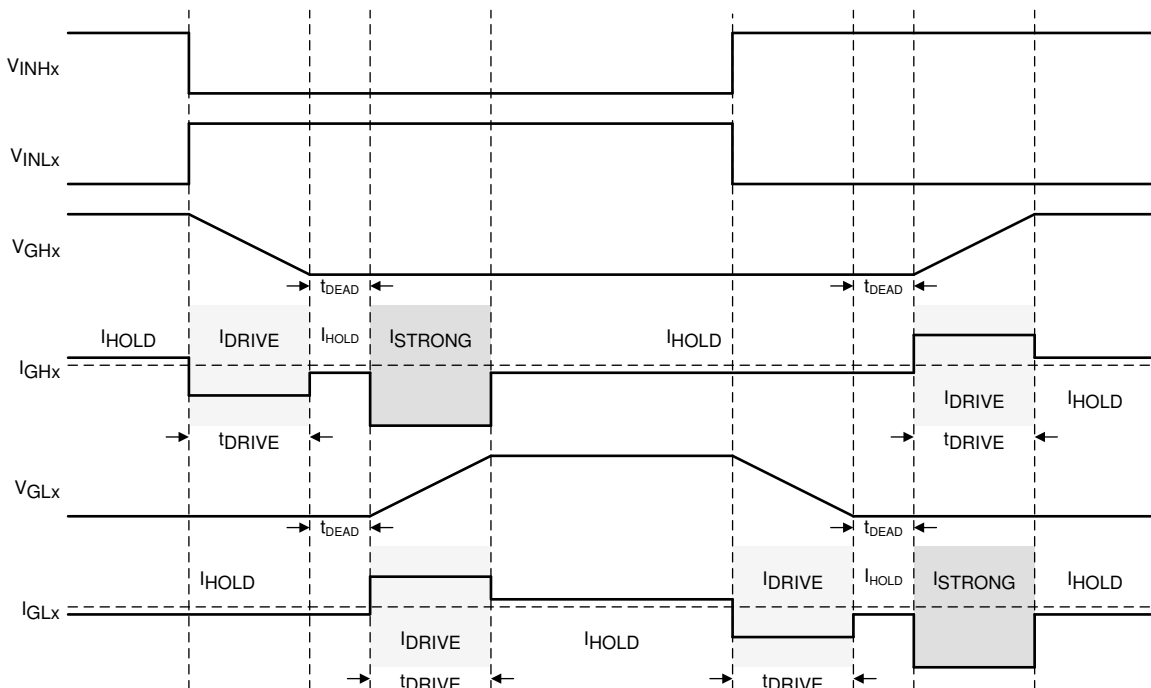 VINHx
VINLx
VGHx
tDEAD tDEAD
IHOLD IDRIVE IHOLD ISTRONG IHOLD
IGHx
IDRIVE IHOLD
tDRIVE tDRIVE
VGLx
tDEAD tDEAD
IHOLD IDRIVE IHOLD ISTRONG IHOLD
IGLx
IDRIVE IHOLD
tDRIVE tDRIVE